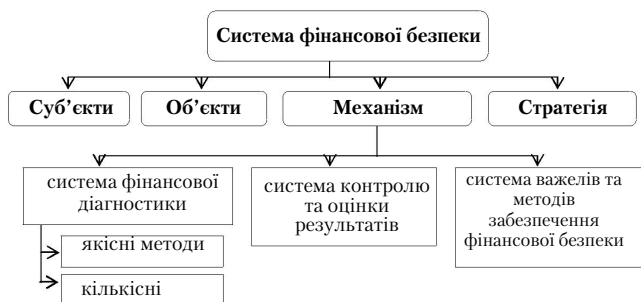 Система фінансової безпеки
Суб’єкти
Об’єкти
Механізм
Стратегія
система фінансової
діагностики
якісні методи
кількісні
система контролю
та оцінки
результатів
система важелів та
методів
забезпечення
фінансової безпеки